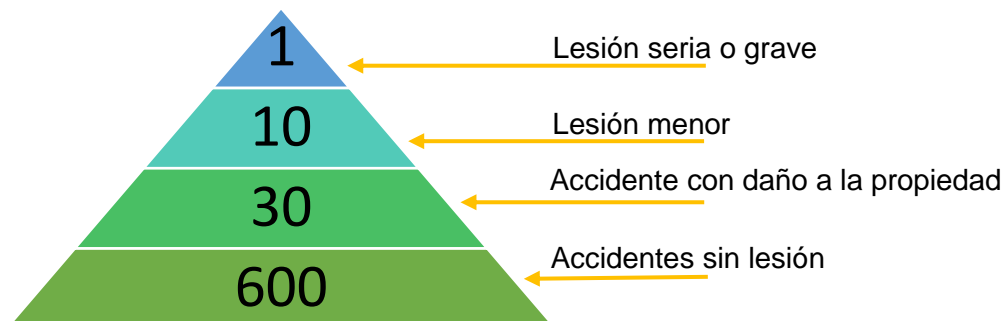 1
Lesión seria o grave
10
Lesión menor
30
Accidente con daño a la propiedad
600
Accidentes sin lesión